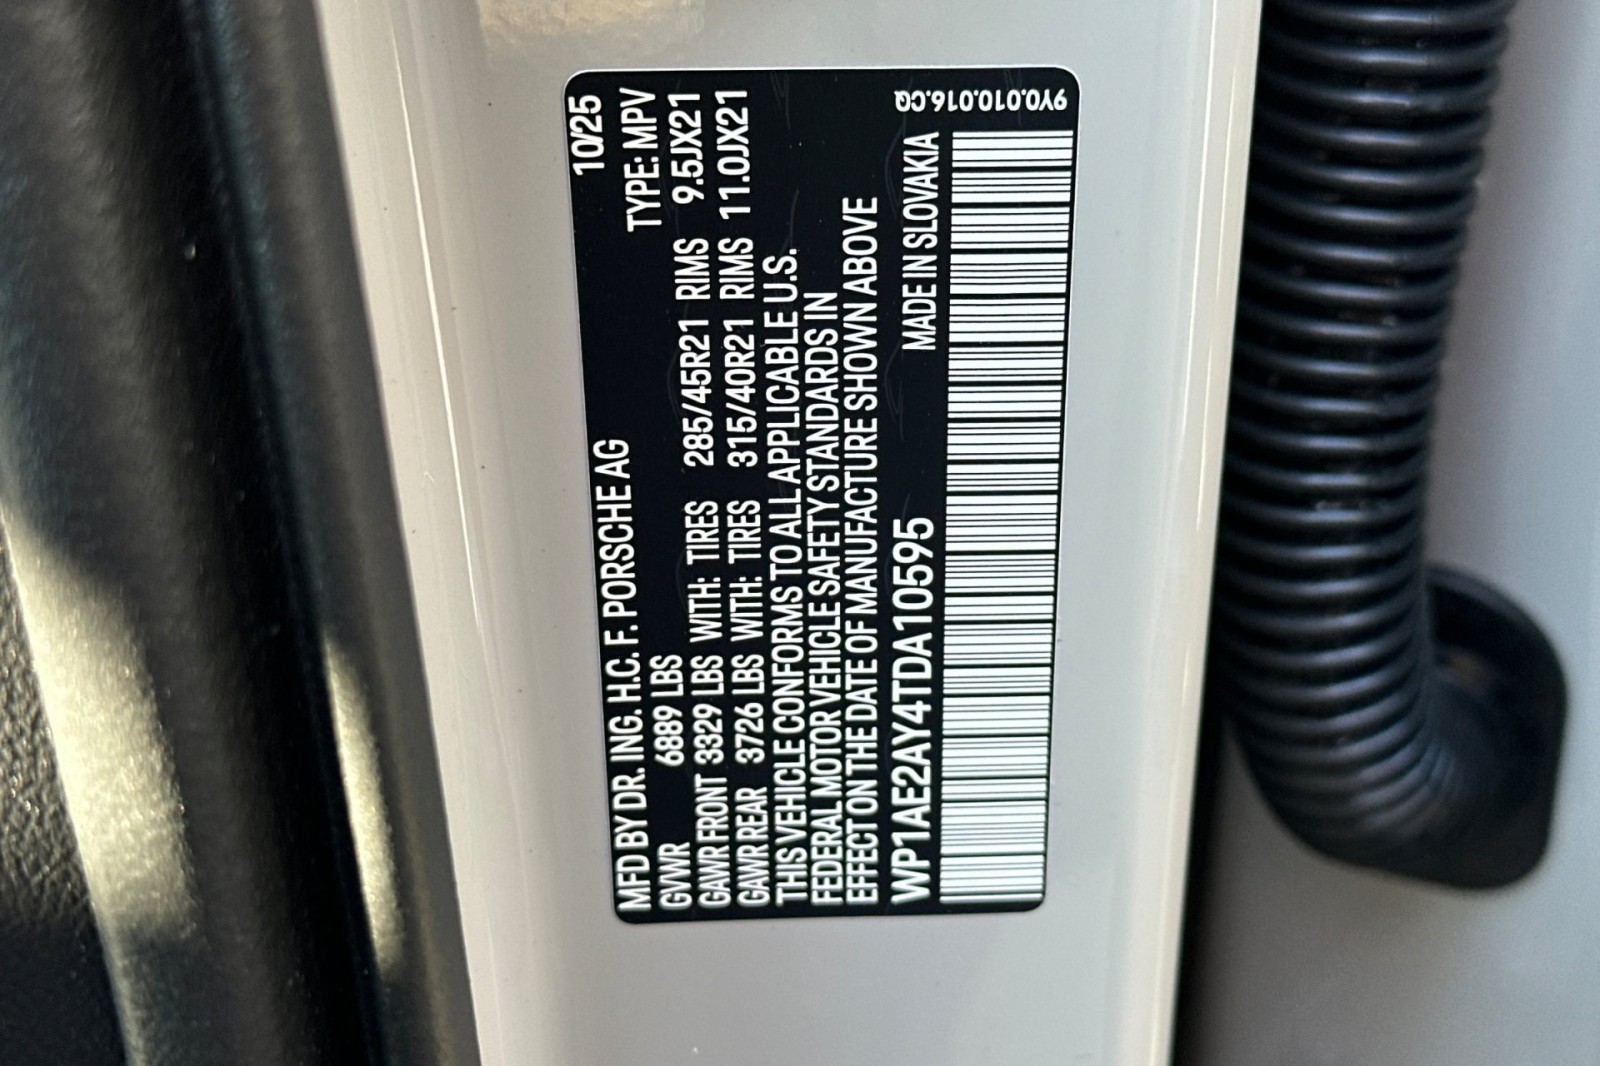 MFD BY DR. ING. H.C. F. PORSCHE AG 10/25
GVWR 6889 LBS TYPE: MPV
GAWR FRONT 3329 LBS WITH: TIRES 285/45R21 RIMS 9.5JX21
GAWR REAR 3726 LBS WITH: TIRES 315/40R21 RIMS 11.0JX21
THIS VEHICLE CONFORMS TO ALL APPLICABLE U.S.
FEDERAL MOTOR VEHICLE SAFETY STANDARDS IN
EFFECT ON THE DATE OF MANUFACTURE SHOWN ABOVE
WP1AE2AY4TDA10595 MADE IN SLOVAKIA
9Y0.010.016.CQ